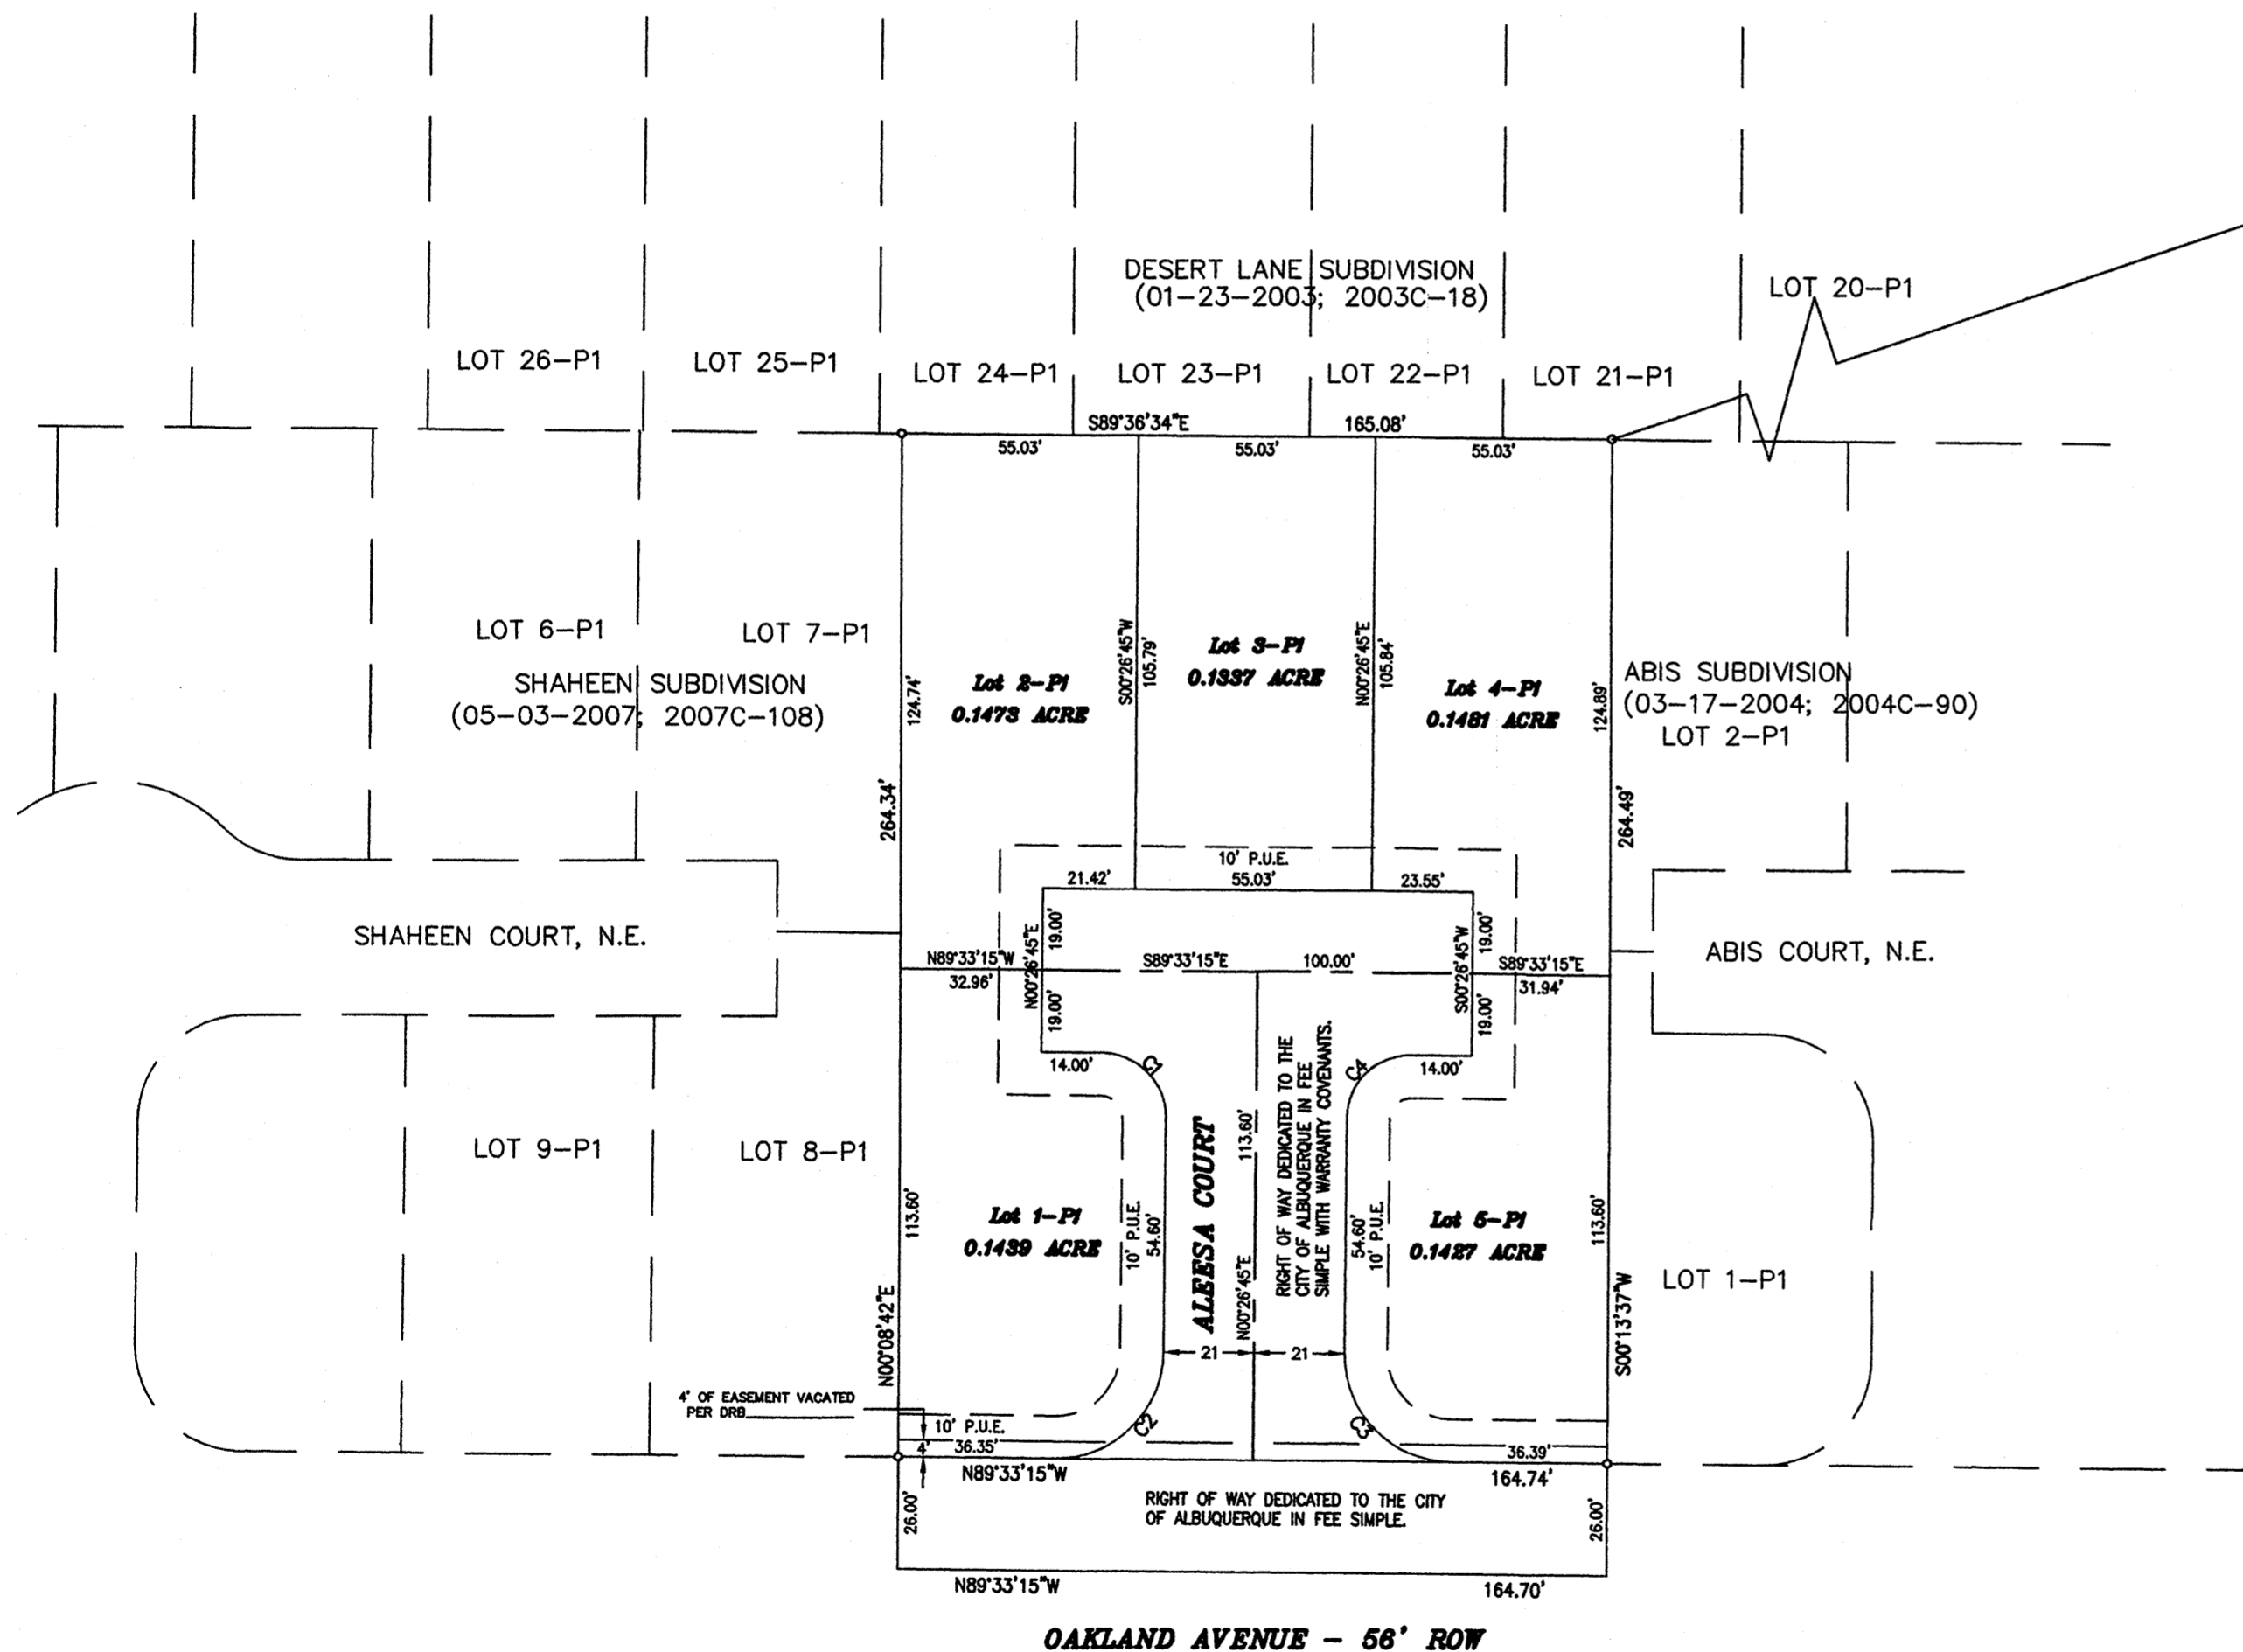 DESERT LANE SUBDIVISION
(01-23-2003; 2003C-18)
LOT 20-P1
LOT 26-P1
LOT 25-P1
LOT 24-P1
LOT 23-P1
LOT 22-P1
LOT 21-P1
S89°36'34"E
165.08'
55.03'
55.03'
55.03'
LOT 6-P1
LOT 7-P1
SHAHEEN SUBDIVISION
(05-03-2007; 2007C-108)
124.74'
264.34'
Lot 2-P1
0.1473 ACRE
S00°26'45"W
105.79'
Lot 3-P1
0.1337 ACRE
N00°26'45"E
105.84'
Lot 4-P1
0.1481 ACRE
124.89'
264.49'
ABIS SUBDIVISION
(03-17-2004; 2004C-90)
LOT 2-P1
10' P.U.E.
21.42'
55.03'
23.55'
SHAHEEN COURT, N.E.
ABIS COURT, N.E.
N89°33'15"W
32.96'
N00°26'45"E
19.00'
19.00'
S89°33'15"E
100.00'
S00°26'45"W
19.00'
19.00'
S89°33'15"E
31.94'
14.00'
C1
C4
14.00'
LOT 9-P1
LOT 8-P1
113.60'
N00°08'42"E
Lot 1-P1
0.1439 ACRE
10' P.U.E.
54.60'
ALEESA COURT
113.60'
N00°26'45"E
RIGHT OF WAY DEDICATED TO THE
CITY OF ALBUQUERQUE IN FEE
SIMPLE WITH WARRANTY COVENANTS.
54.60'
10' P.U.E.
Lot 5-P1
0.1427 ACRE
113.60'
S00°13'37"W
LOT 1-P1
21
21
4' OF EASEMENT VACATED
PER DRB
10' P.U.E.
4'
36.35'
C2
C3
36.39'
N89°33'15"W
164.74'
26.00'
RIGHT OF WAY DEDICATED TO THE CITY
OF ALBUQUERQUE IN FEE SIMPLE.
26.00'
N89°33'15"W
164.70'
OAKLAND AVENUE - 56' ROW